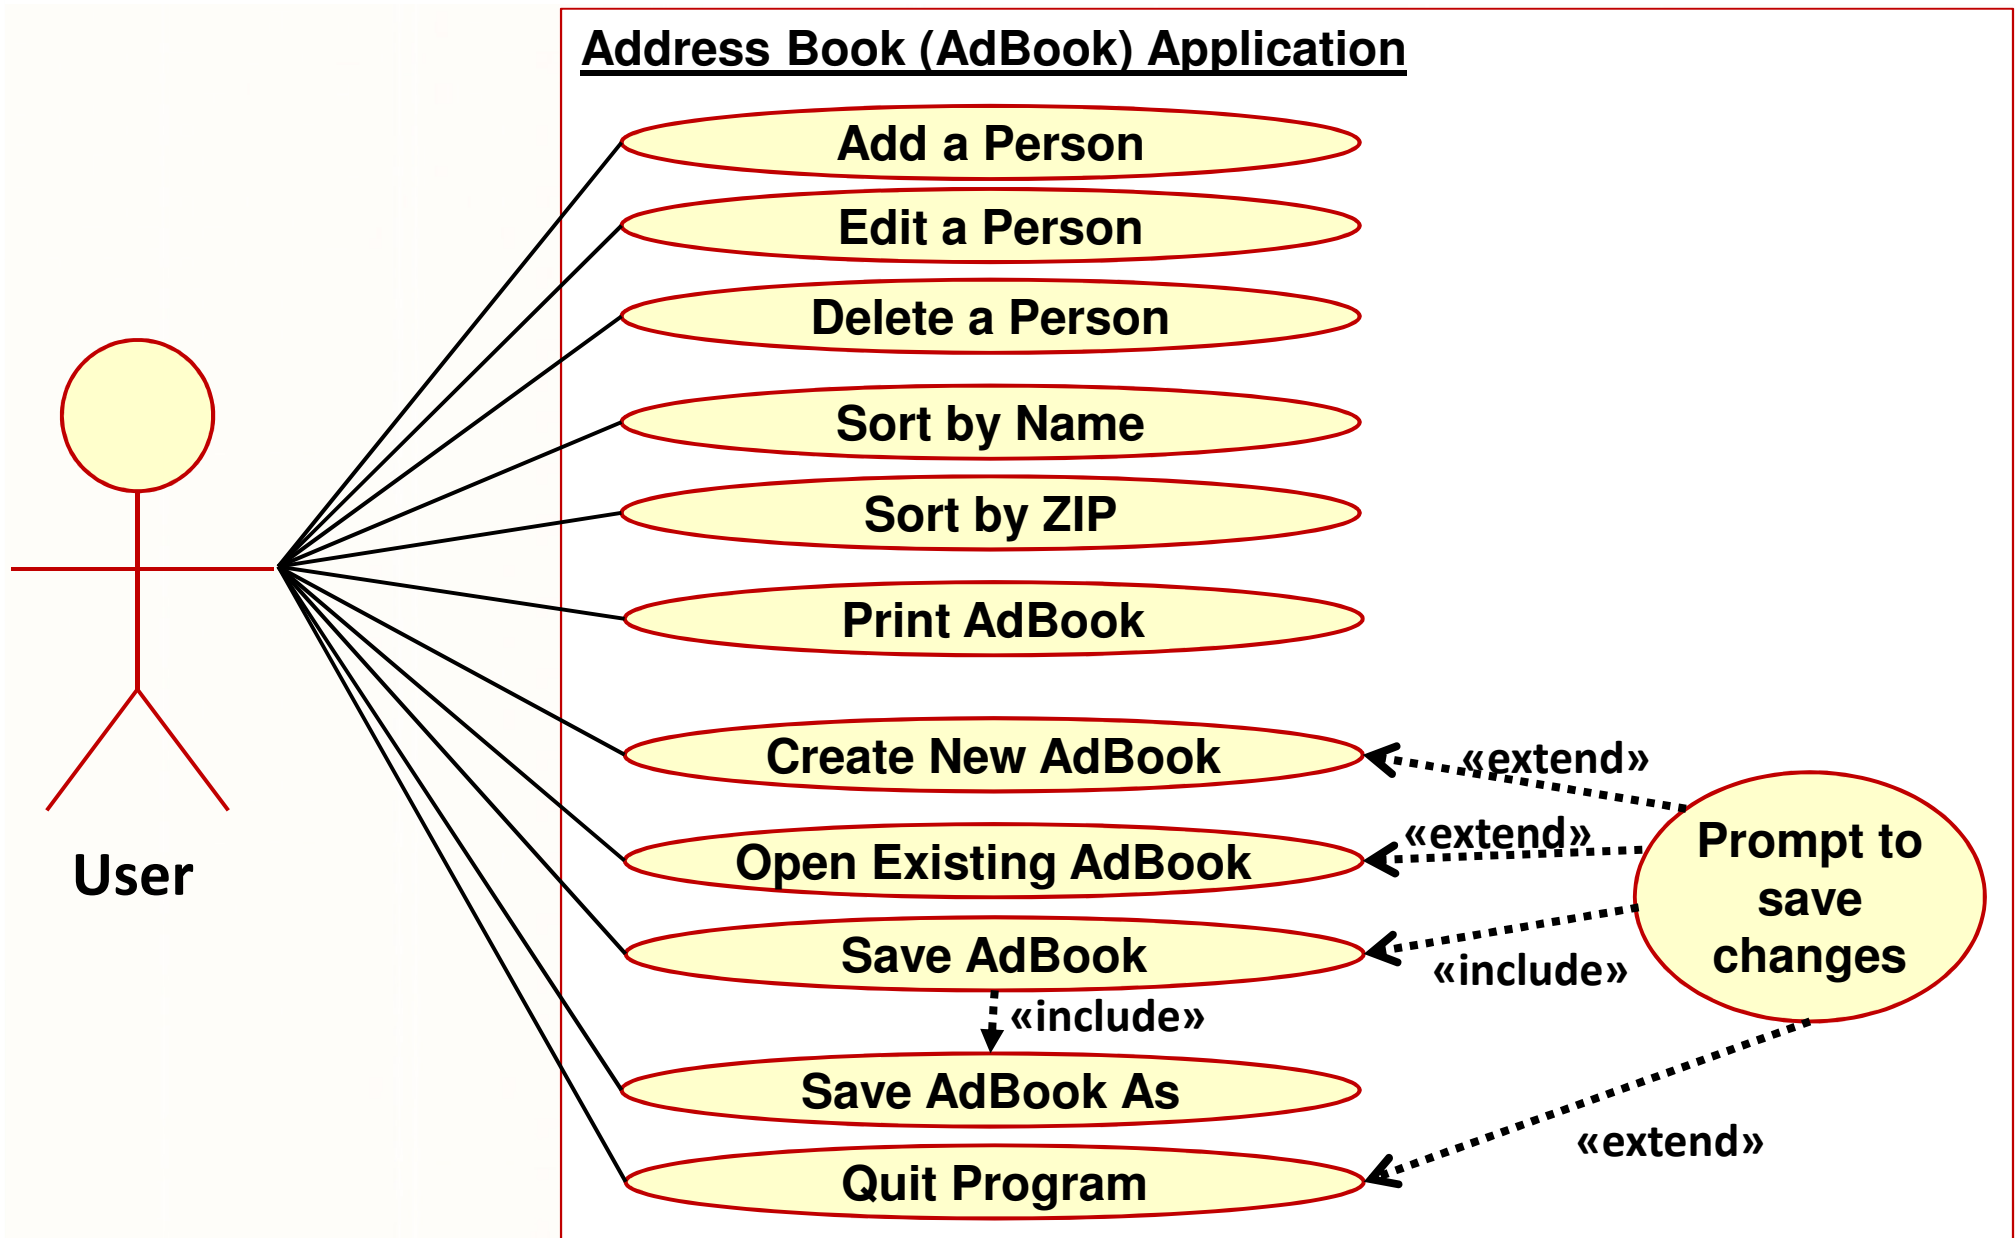 Address Book (AdBook) Application
Add a Person
Edit a Person
Delete a Person
Sort by Name
Sort by ZIP
Print AdBook
Create New AdBook
«extend»
Open Existing AdBook
«extend»
Prompt to
save
changes
Save AdBook
«include»
«include»
Save AdBook As
Quit Program
«extend»
User